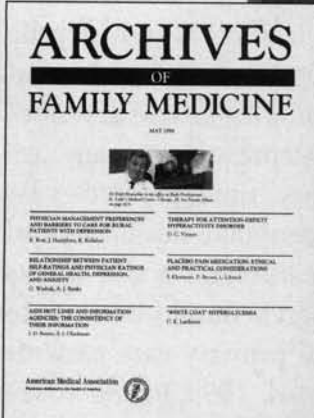 ARCHIVES
OF
FAMILY MEDICINE
MAY 1994
PHYSICIAN MANAGEMENT PREFERENCES
AND BARRIERS TO CARE FOR RURAL
PATIENTS WITH DEPRESSION
RELATIONSHIP BETWEEN PATIENT
SELF-RATINGS AND PHYSICIAN RATINGS
OF GENERAL HEALTH, DEPRESSION,
AND ANXIETY
AIDS HOT LINES AND INFORMATION
AGENCIES: THE CONSISTENCY OF
THEIR INFORMATION
THERAPY FOR ATTENTION-DEFICIT
HYPERACTIVITY DISORDER
PLACEBO PAIN MEDICATION: ETHICAL
AND PRACTICAL CONSIDERATIONS
'WHITE COAT' HYPERGLYCEMIA
American Medical Association